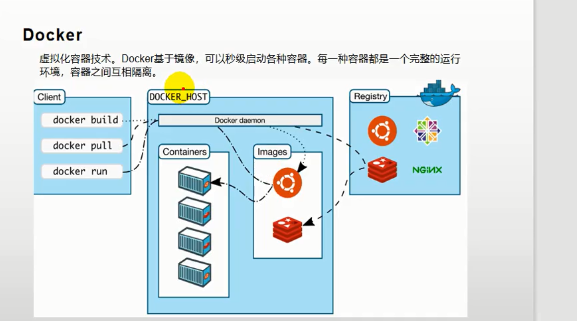 Docker
虚拟化容器技术。Docker基于镜像，可以秒级启动各种容器。每一种容器都是一个完整的运行
环境，容器之间互相隔离。
Client
DOCKER_HOST
Registry
docker build
Docker daemon
docker pull
Containers
Images
docker run
NGINX